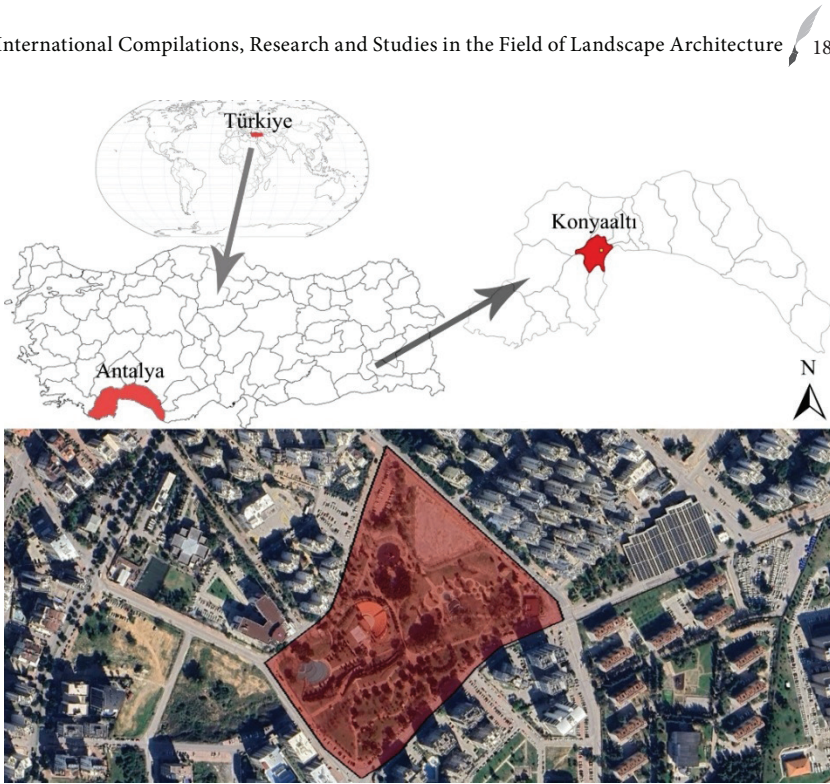 International Compilations, Research and Studies in the Field of Landscape Architecture 18
Türkiye
Konyaaltı
Antalya
N